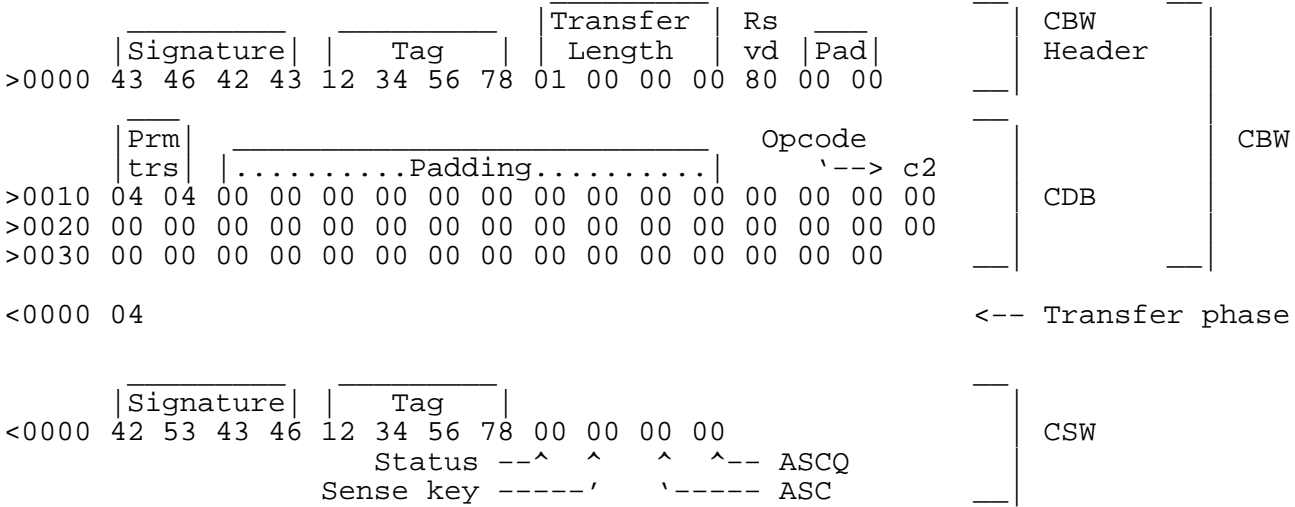 Transfer Rs CBW
Signature Tag Length vd Pad Header
>0000 43 46 42 43 12 34 56 78 01 00 00 00 80 00 00
Prm Opcode CBW
trs ..........Padding.......... ‘--> c2
>0010 04 04 00 00 00 00 00 00 00 00 00 00 00 00 00 00 CDB
>0020 00 00 00 00 00 00 00 00 00 00 00 00 00 00 00 00
>0030 00 00 00 00 00 00 00 00 00 00 00 00 00 00 00
<0000 04 <-- Transfer phase
Signature Tag
<0000 42 53 43 46 12 34 56 78 00 00 00 00 CSW
Status --^ ^ ^ ^-- ASCQ
Sense key -----’ ‘----- ASC